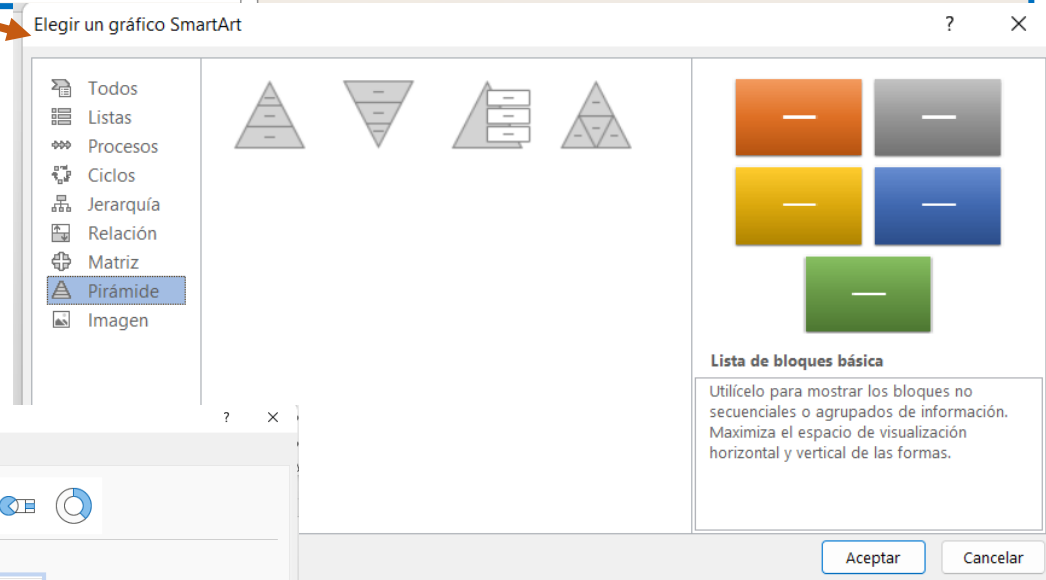 Elegir un gráfico SmartArt
?
Todos
Listas
Procesos
Ciclos
Jerarquía
Relación
Matriz
Pirámide
Imagen
Lista de bloques básica
Utilícelo para mostrar los bloques no
secuenciales o agrupados de información.
Maximiza el espacio de visualización
horizontal y vertical de las formas.
?
Aceptar
Cancelar